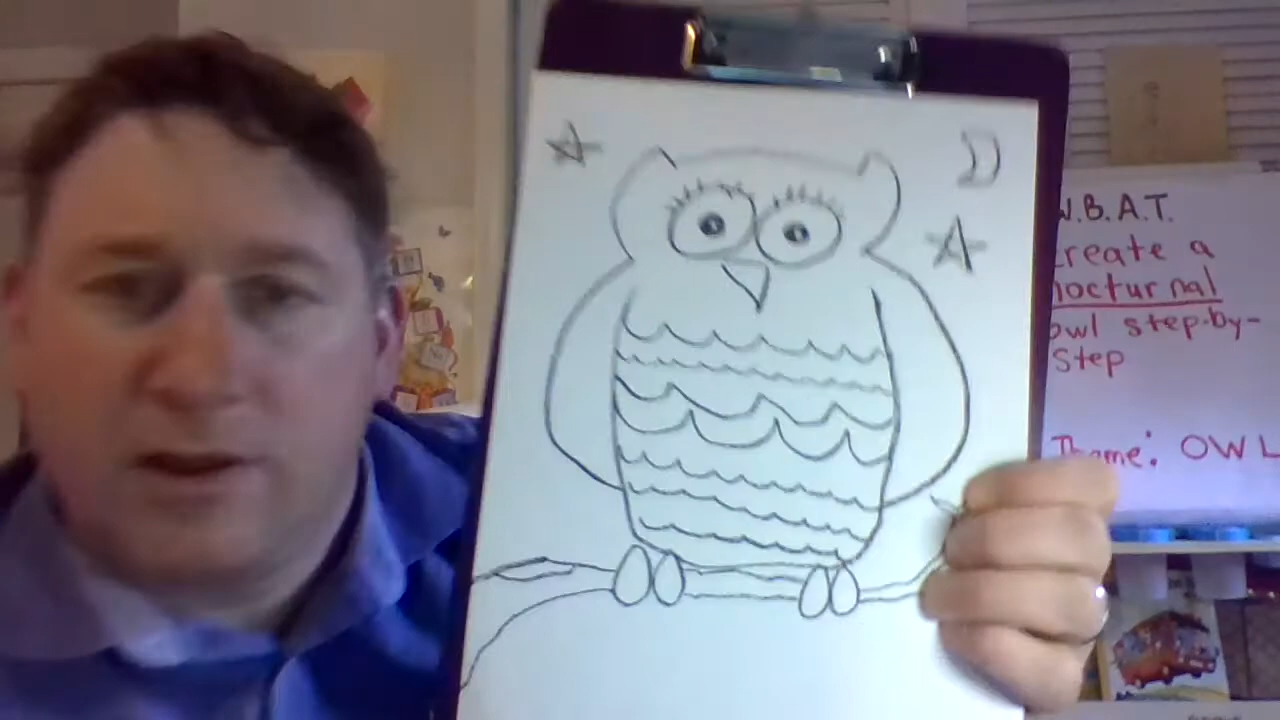 W.B.A.T.
create a
nocturnal
owl step-by-
step
Theme: OWL